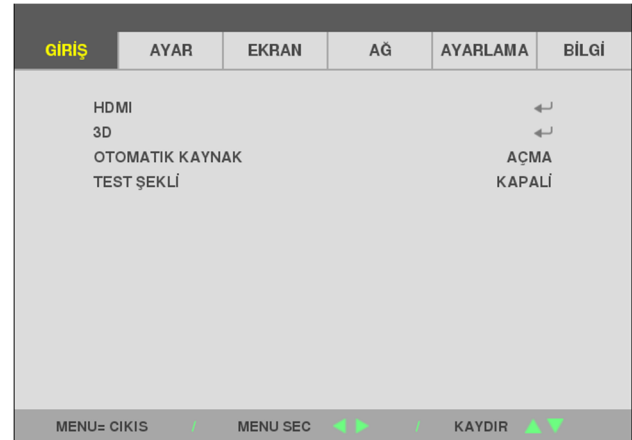 GİRİŞ AYAR EKRAN AĞ AYARLAMA BİLGİ
HDMI
3D
OTOMATIK KAYNAK AÇMA
TEST ŞEKLİ KAPALİ
MENU= CIKIS / MENU SEC / KAYDIR